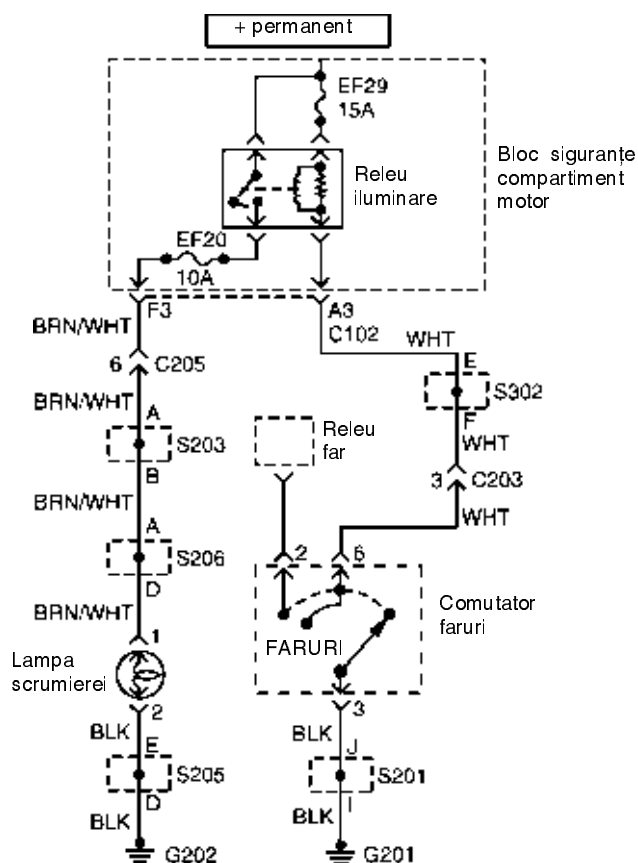 + permanent
EF29
15A
Bloc siguranțe
compartiment
motor
Releu
iluminare
EF20
10A
F3
A3
C102
BRN/WHT
WHT
6
C205
E
S302
F
BRN/WHT
A
S203
B
Releu
far
WHT
3
C203
WHT
BRN/WHT
A
S206
D
2
6
BRN/WHT
Comutator
faruri
FARURI
1
Lampa
scrumierei
2
3
BLK
E
S205
D
BLK
J
S201
I
BLK
G202
G201